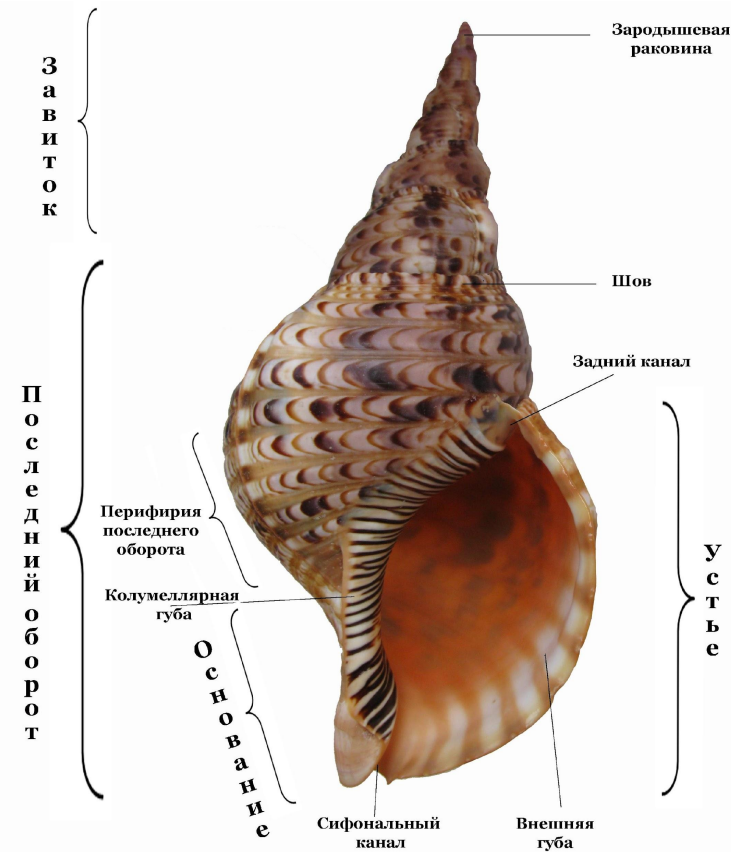 Зародышевая
раковина
Завиток
Шов
Задний канал
Последний оборот
Перифирия
последнего
оборота
Устье
Колумеллярная
губа
Основание
Сифональный
канал
Внешняя
губа